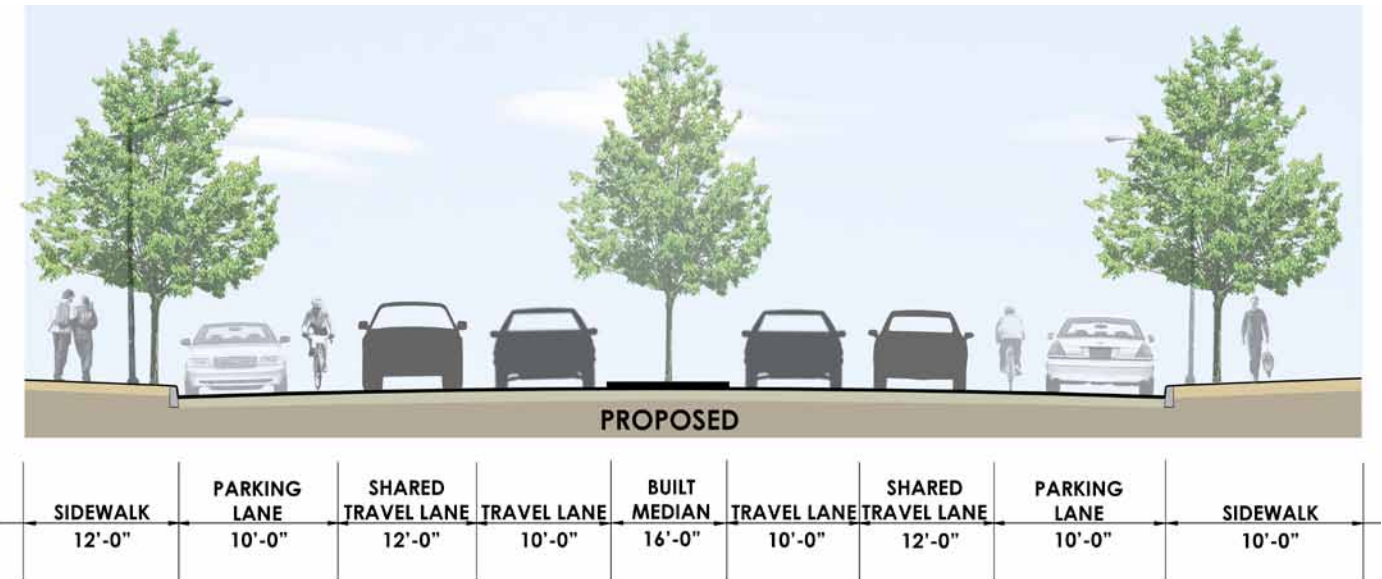 PROPOSED
SIDEWALK
12'-0"
PARKING
LANE
10'-0"
SHARED
TRAVEL LANE
12'-0"
TRAVEL LANE
10'-0"
BUILT
MEDIAN
16'-0"
TRAVEL LANE
10'-0"
SHARED
TRAVEL LANE
12'-0"
PARKING
LANE
10'-0"
SIDEWALK
10'-0"